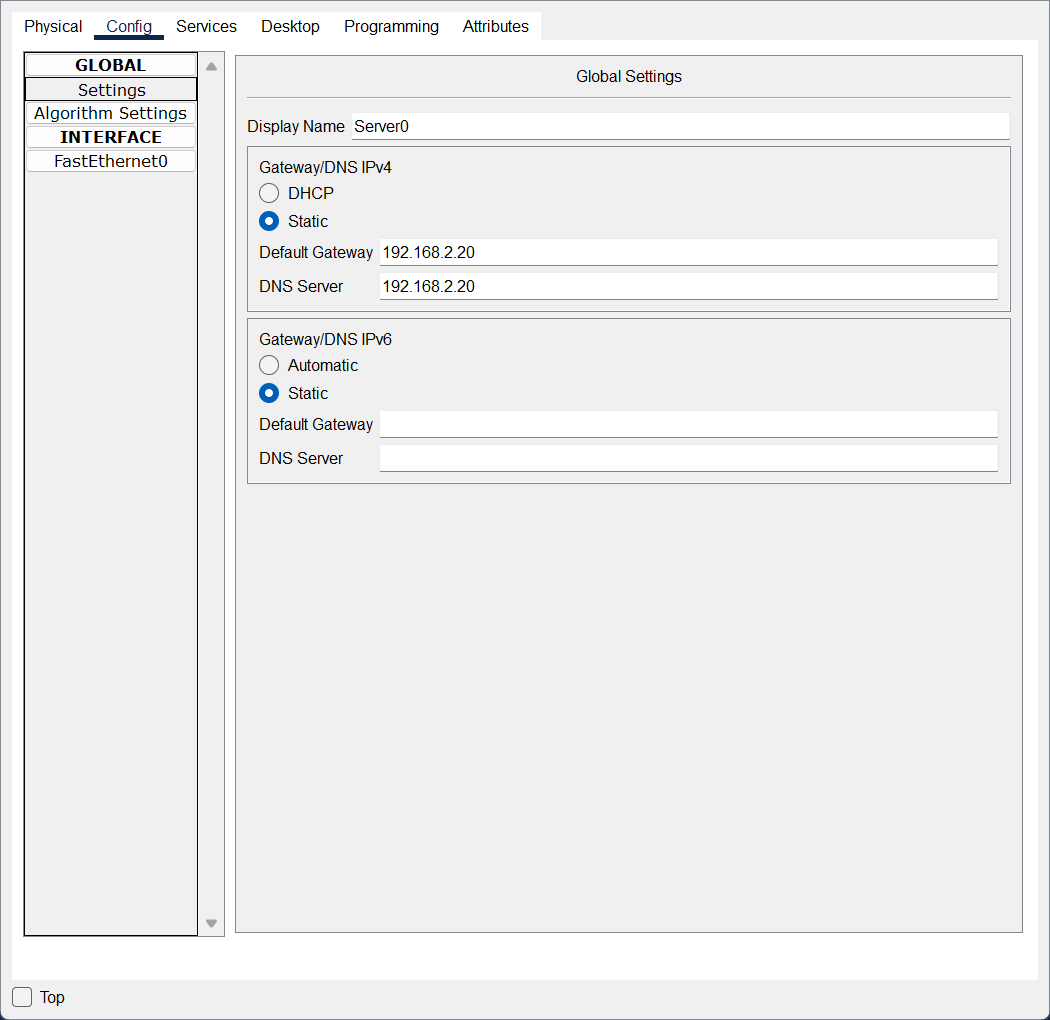 Physical Config Services Desktop Programming Attributes
GLOBAL
Settings
Algorithm Settings
INTERFACE
FastEthernet0
Global Settings
Display Name Server0
Gateway/DNS IPv4
DHCP
Static
Default Gateway 192.168.2.20
DNS Server 192.168.2.20
Gateway/DNS IPv6
Automatic
Static
Default Gateway
DNS Server
Top